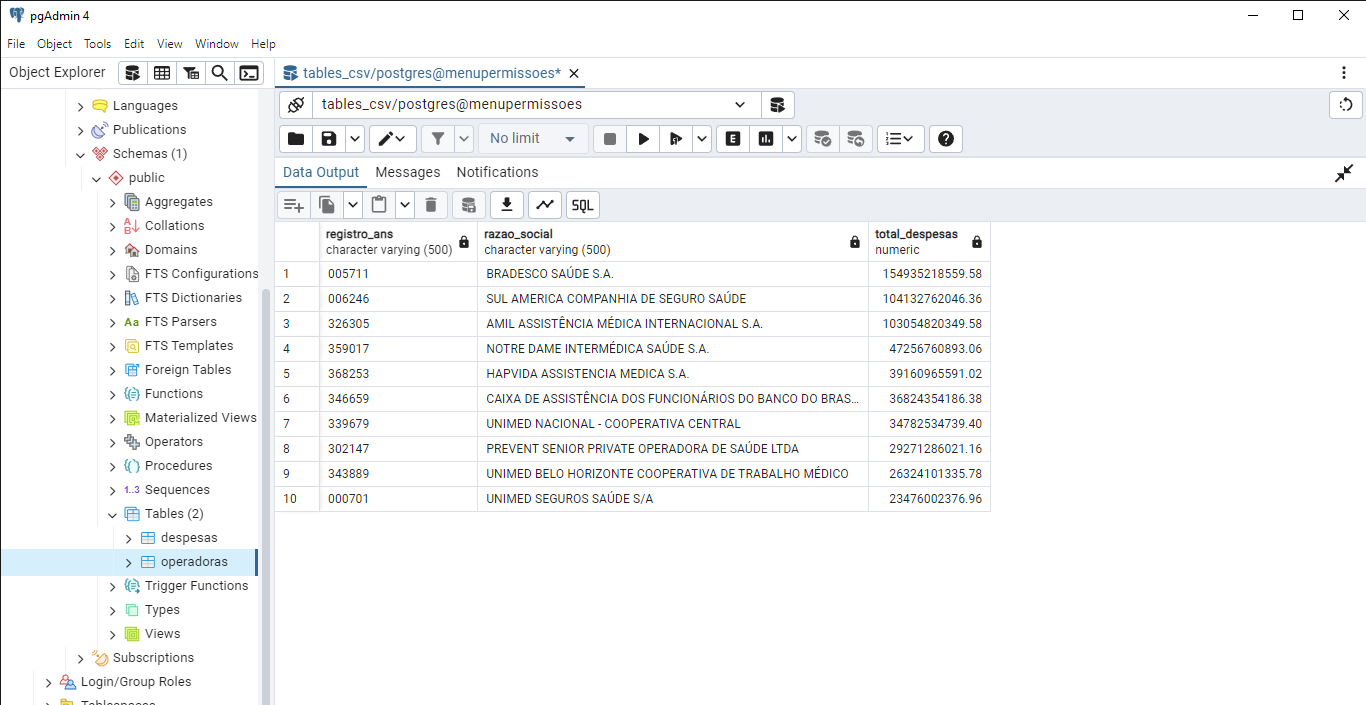 pgAdmin 4
File Object Tools Edit View Window Help
Object Explorer
tables_csv/postgres@menupermissoes*
tables_csv/postgres@menupermissoes
No limit
E
Data Output Messages Notifications
SQL
Languages
Publications
Schemas (1)
public
Aggregates
Collations
Domains
FTS Configurations
FTS Dictionaries
Aa FTS Parsers
FTS Templates
Foreign Tables
Functions
Materialized Views
Operators
Procedures
1..3 Sequences
Tables (2)
despesas
operadoras
Trigger Functions
Types
Views
Subscriptions
Login/Group Roles
Tablespaces
registro_ans razao_social total_despesas
character varying (500) character varying (500) numeric
1 005711 BRADESCO SAÚDE S.A. 154935218559.58
2 006246 SUL AMERICA COMPANHIA DE SEGURO SAÚDE 104132762046.36
3 326305 AMIL ASSISTÊNCIA MÉDICA INTERNACIONAL S.A. 103054820349.58
4 359017 NOTRE DAME INTERMÉDICA SAÚDE S.A. 47256760893.06
5 368253 HAPVIDA ASSISTENCIA MEDICA S.A. 39160965591.02
6 346659 CAIXA DE ASSISTÊNCIA DOS FUNCIONÁRIOS DO BANCO DO BRAS... 36824354186.38
7 339679 UNIMED NACIONAL - COOPERATIVA CENTRAL 34782534739.40
8 302147 PREVENT SENIOR PRIVATE OPERADORA DE SAÚDE LTDA 29271286021.16
9 343889 UNIMED BELO HORIZONTE COOPERATIVA DE TRABALHO MÉDICO 26324101335.78
10 000701 UNIMED SEGUROS SAÚDE S/A 23476002376.96